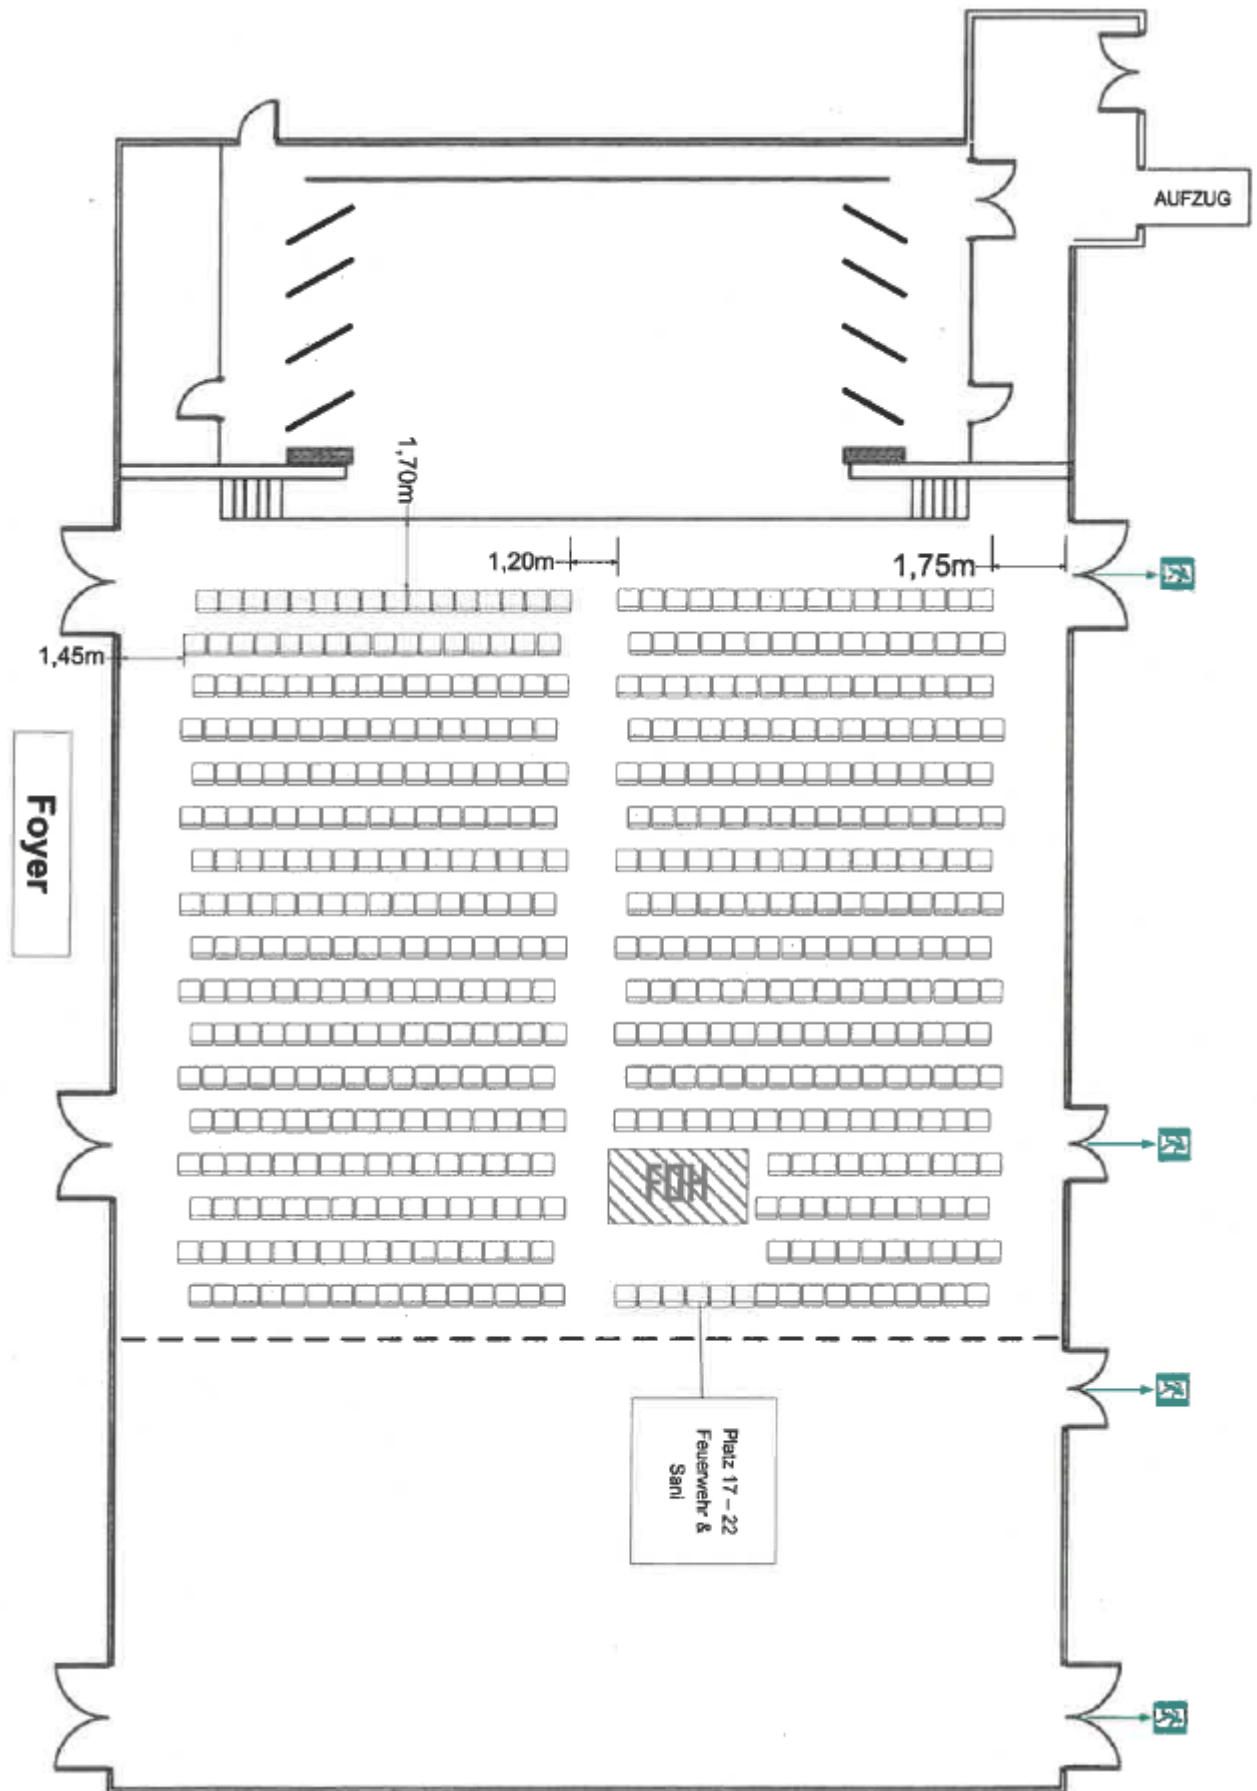 AUFZUG
1,70m
1,20m
1,75m
1,45m
Foyer
FOH
Platz 17 – 22
Feuerwehr &
Sani